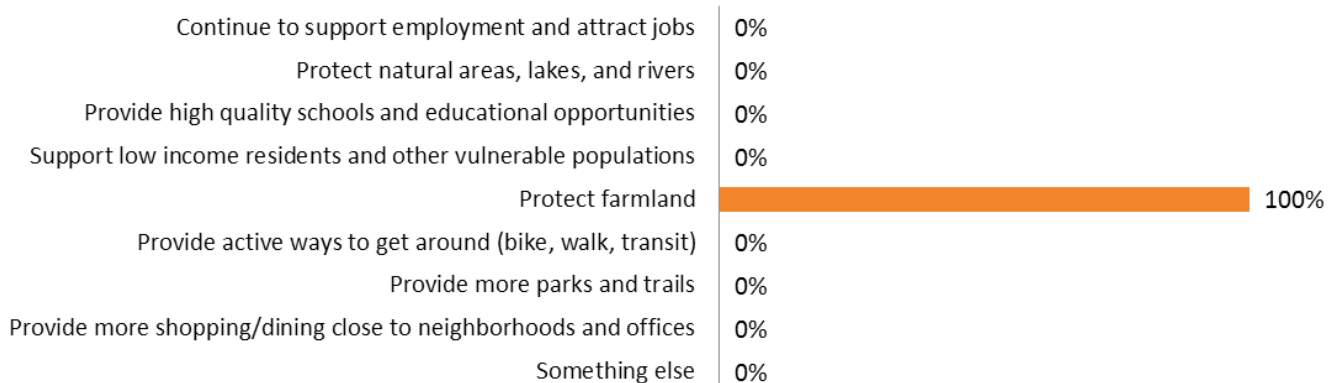 Continue to support employment and attract jobs 0%
Protect natural areas, lakes, and rivers 0%
Provide high quality schools and educational opportunities 0%
Support low income residents and other vulnerable populations 0%
Protect farmland 100%
Provide active ways to get around (bike, walk, transit) 0%
Provide more parks and trails 0%
Provide more shopping/dining close to neighborhoods and offices 0%
Something else 0%